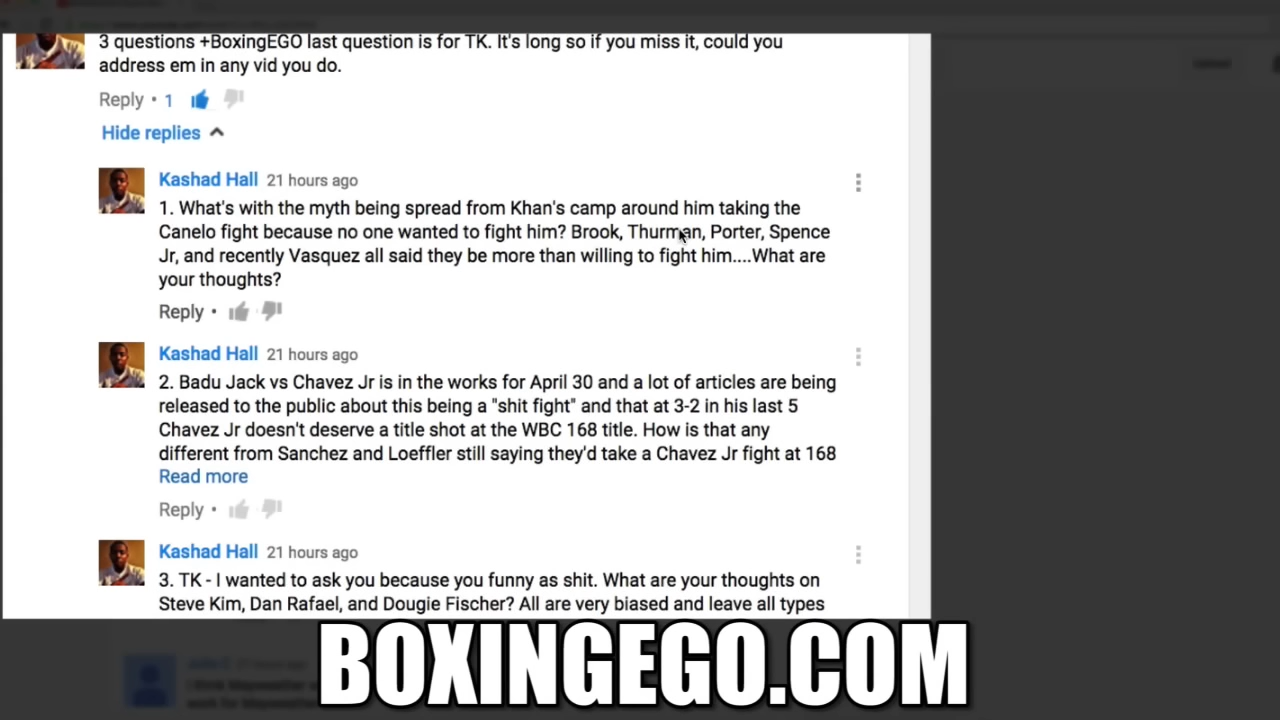 3 questions +BoxingEGO last question is for TK. It's long so if you miss it, could you
address em in any vid you do.
Reply • 1
Hide replies
Kashad Hall 21 hours ago
1. What's with the myth being spread from Khan's camp around him taking the
Canelo fight because no one wanted to fight him? Brook, Thurman, Porter, Spence
Jr, and recently Vasquez all said they be more than willing to fight him....What are
your thoughts?
Reply •
Kashad Hall 21 hours ago
2. Badu Jack vs Chavez Jr is in the works for April 30 and a lot of articles are being
released to the public about this being a "shit fight" and that at 3-2 in his last 5
Chavez Jr doesn't deserve a title shot at the WBC 168 title. How is that any
different from Sanchez and Loeffler still saying they'd take a Chavez Jr fight at 168
Read more
Reply •
Kashad Hall 21 hours ago
3. TK - I wanted to ask you because you funny as shit. What are your thoughts on
Steve Kim, Dan Rafael, and Dougie Fischer? All are very biased and leave all types
BOXINGEGO.COM